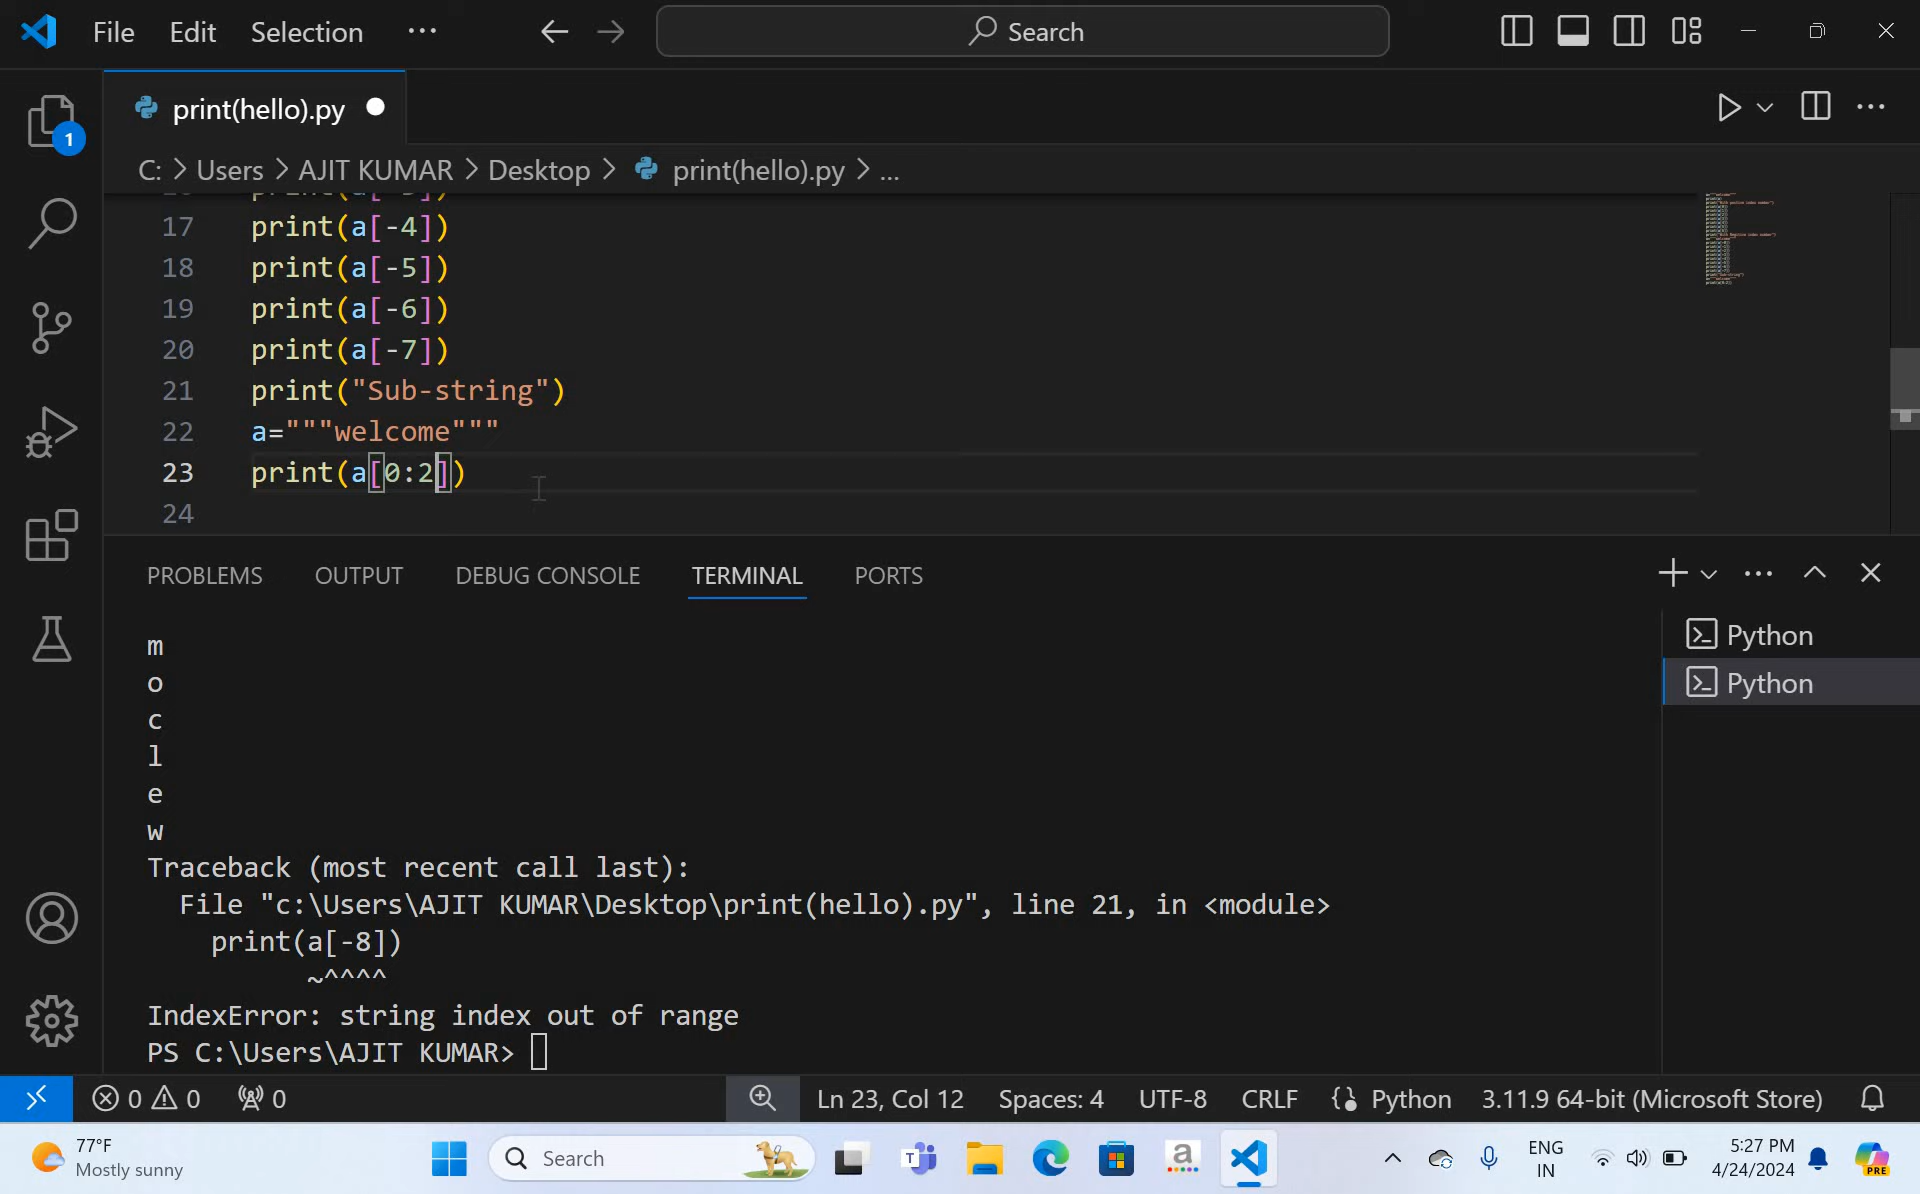 File Edit Selection ... Search
print(hello).py
1
C: > Users > AJIT KUMAR > Desktop > print(hello).py > ...
17 print(a[-4])
18 print(a[-5])
19 print(a[-6])
20 print(a[-7])
21 print("Sub-string")
22 a="""welcome"""
23 print(a[0:2])
24
PROBLEMS OUTPUT DEBUG CONSOLE TERMINAL PORTS
Python
Python
m
o
c
l
e
w
Traceback (most recent call last):
File "c:\Users\AJIT KUMAR\Desktop\print(hello).py", line 21, in <module>
print(a[-8])
~^^^^
IndexError: string index out of range
PS C:\Users\AJIT KUMAR>
0 0 0 Ln 23, Col 12 Spaces: 4 UTF-8 CRLF Python 3.11.9 64-bit (Microsoft Store)
77°F
Mostly sunny
Search
ENG
IN
5:27 PM
4/24/2024
PRE